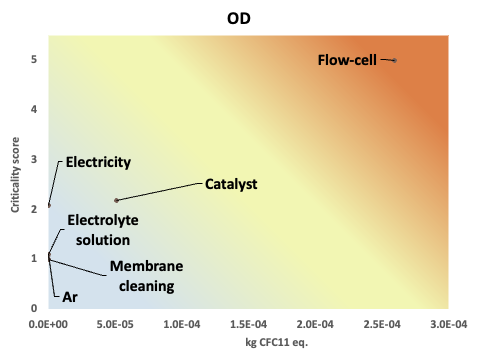 OD
5
4
3
2
1
0
Criticality score
Flow-cell
Electricity
Catalyst
Electrolyte
solution
Membrane
cleaning
Ar
0.0E+00 5.0E-05 1.0E-04 1.5E-04 2.0E-04 2.5E-04 3.0E-04
kg CFC11 eq.